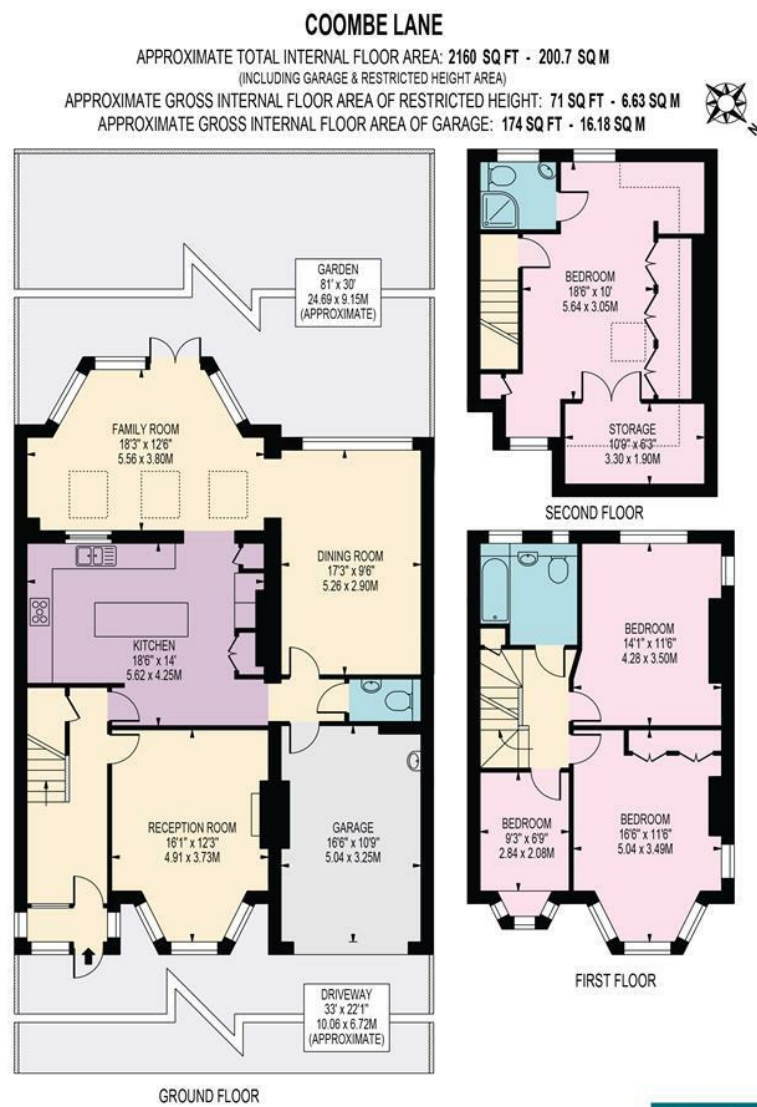 COOMBE LANE
APPROXIMATE TOTAL INTERNAL FLOOR AREA: 2160 SQ FT - 200.7 SQ M
(INCLUDING GARAGE & RESTRICTED HEIGHT AREA)
APPROXIMATE GROSS INTERNAL FLOOR AREA OF RESTRICTED HEIGHT: 71 SQ FT - 6.63 SQ M
APPROXIMATE GROSS INTERNAL FLOOR AREA OF GARAGE: 174 SQ FT - 16.18 SQ M
N
GARDEN
81' x 30'
24.69 x 9.15M
(APPROXIMATE)
FAMILY ROOM
18'3" x 12'6"
5.56 x 3.80M
DINING ROOM
17'3" x 9'6"
5.26 x 2.90M
KITCHEN
18'6" x 14'
5.62 x 4.25M
RECEPTION ROOM
16'1" x 12'3"
4.91 x 3.73M
GARAGE
16'6" x 10'9"
5.04 x 3.25M
DRIVEWAY
33' x 22'1"
10.06 x 6.72M
(APPROXIMATE)
GROUND FLOOR
BEDROOM
18'6" x 10'
5.64 x 3.05M
STORAGE
10'9" x 6'3"
3.30 x 1.90M
SECOND FLOOR
BEDROOM
14'1" x 11'6"
4.28 x 3.50M
BEDROOM
9'3" x 6'9"
2.84 x 2.08M
BEDROOM
16'6" x 11'6"
5.04 x 3.49M
FIRST FLOOR